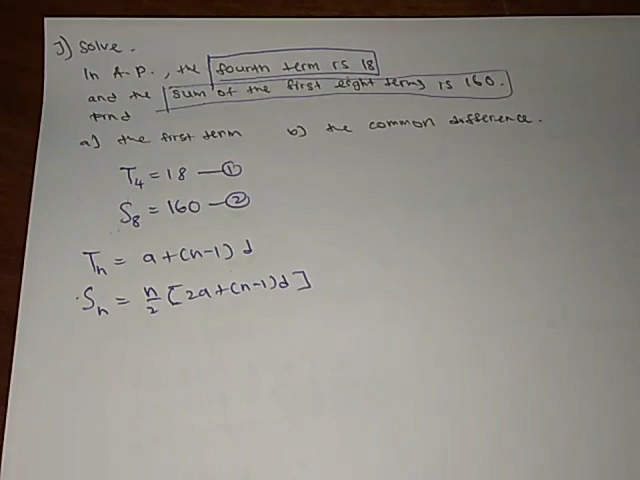 J) Solve.
In A.P., the fourth term is 18
and the sum of the first eight terms is 160.
Find
a) the first term b) the common difference.
T₄ = 18 —①
S₈ = 160 —②
Tₙ = a+(n-1)d
Sₙ = n/2 [2a+(n-1)d]